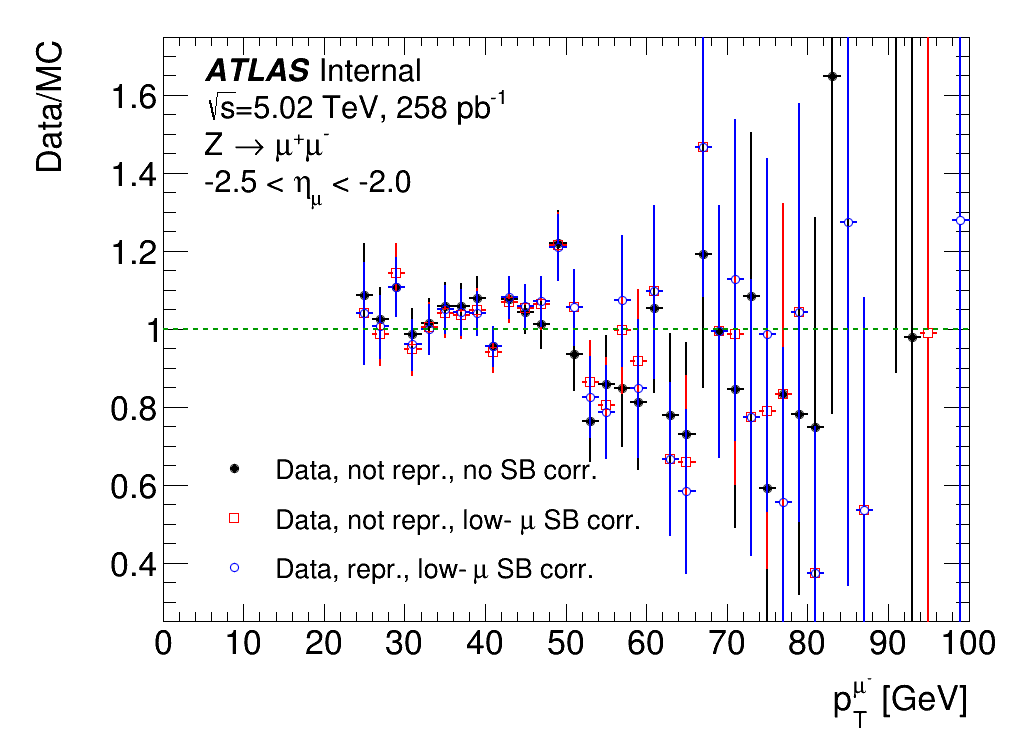 Data/MC
ATLAS Internal
√s=5.02 TeV, 258 pb⁻¹
Z → μ⁺μ⁻
-2.5 < η_μ < -2.0
1.6
1.4
1.2
1
0.8
0.6
0.4
Data, not repr., no SB corr.
Data, not repr., low- μ SB corr.
Data, repr., low- μ SB corr.
0 10 20 30 40 50 60 70 80 90 100
p_T^μ⁻ [GeV]